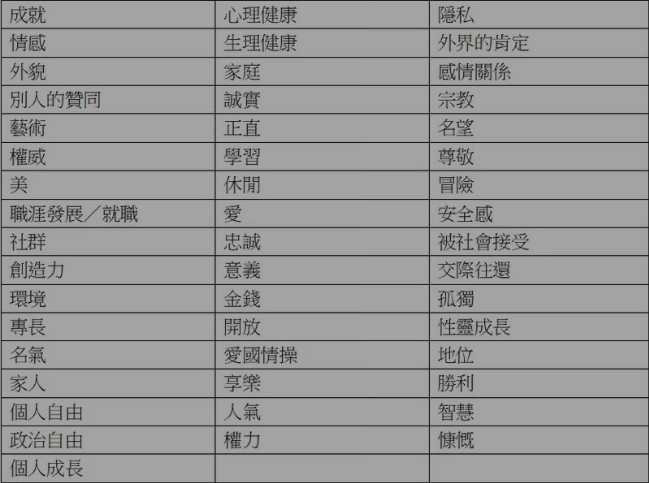 成就 心理健康 隱私
情感 生理健康 外界的肯定
外貌 家庭 感情關係
別人的贊同 誠實 宗教
藝術 正直 名望
權威 學習 尊敬
美 休閒 冒險
職涯發展／就職 愛 安全感
社群 忠誠 被社會接受
創造力 意義 交際往還
環境 金錢 孤獨
專長 開放 性靈成長
名氣 愛國情操 地位
家人 享樂 勝利
個人自由 人氣 智慧
政治自由 權力 慷慨
個人成長